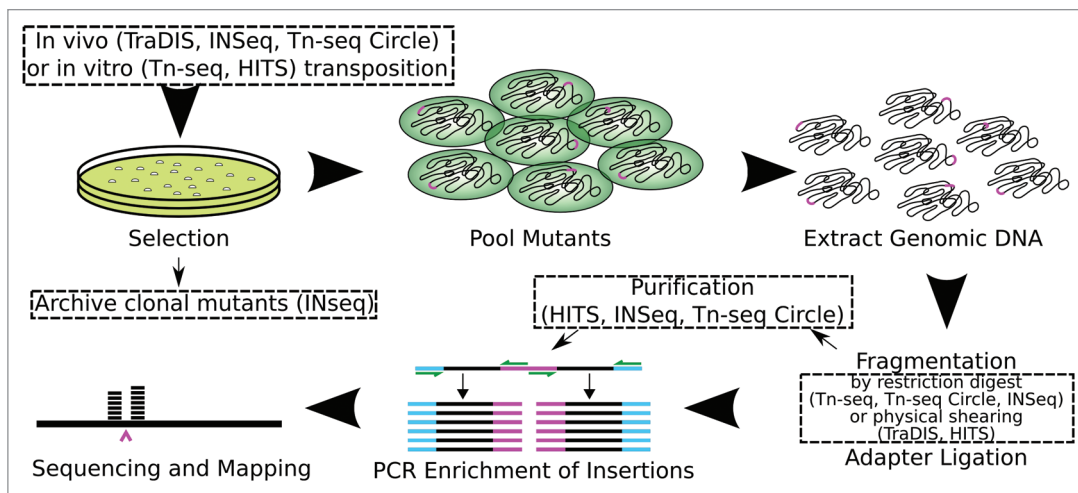 In vivo (TraDIS, INSeq, Tn-seq Circle)
or in vitro (Tn-seq, HITS) transposition
Selection
Pool Mutants
Extract Genomic DNA
Archive clonal mutants (INseq)
Purification
(HITS, INSeq, Tn-seq Circle)
Fragmentation
by restriction digest
(Tn-seq, Tn-seq Circle, INSeq)
or physical shearing
(TraDIS, HITS)
Adapter Ligation
PCR Enrichment of Insertions
Sequencing and Mapping